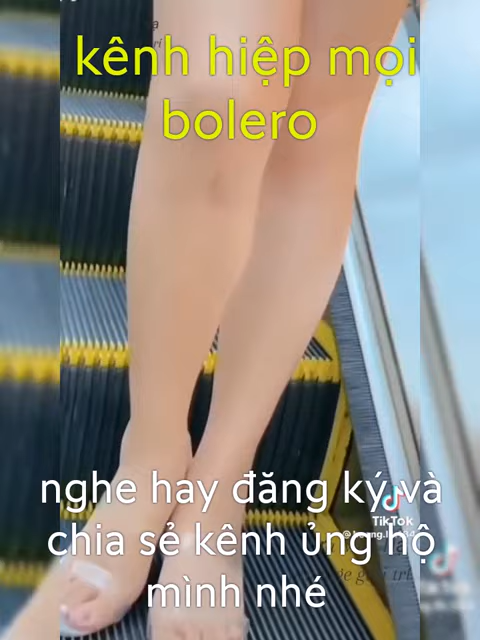 kênh hiệp mọi
bolero
nghe hay đăng ký và
chia sẻ kênh ủng hộ
mình nhé
TikTok